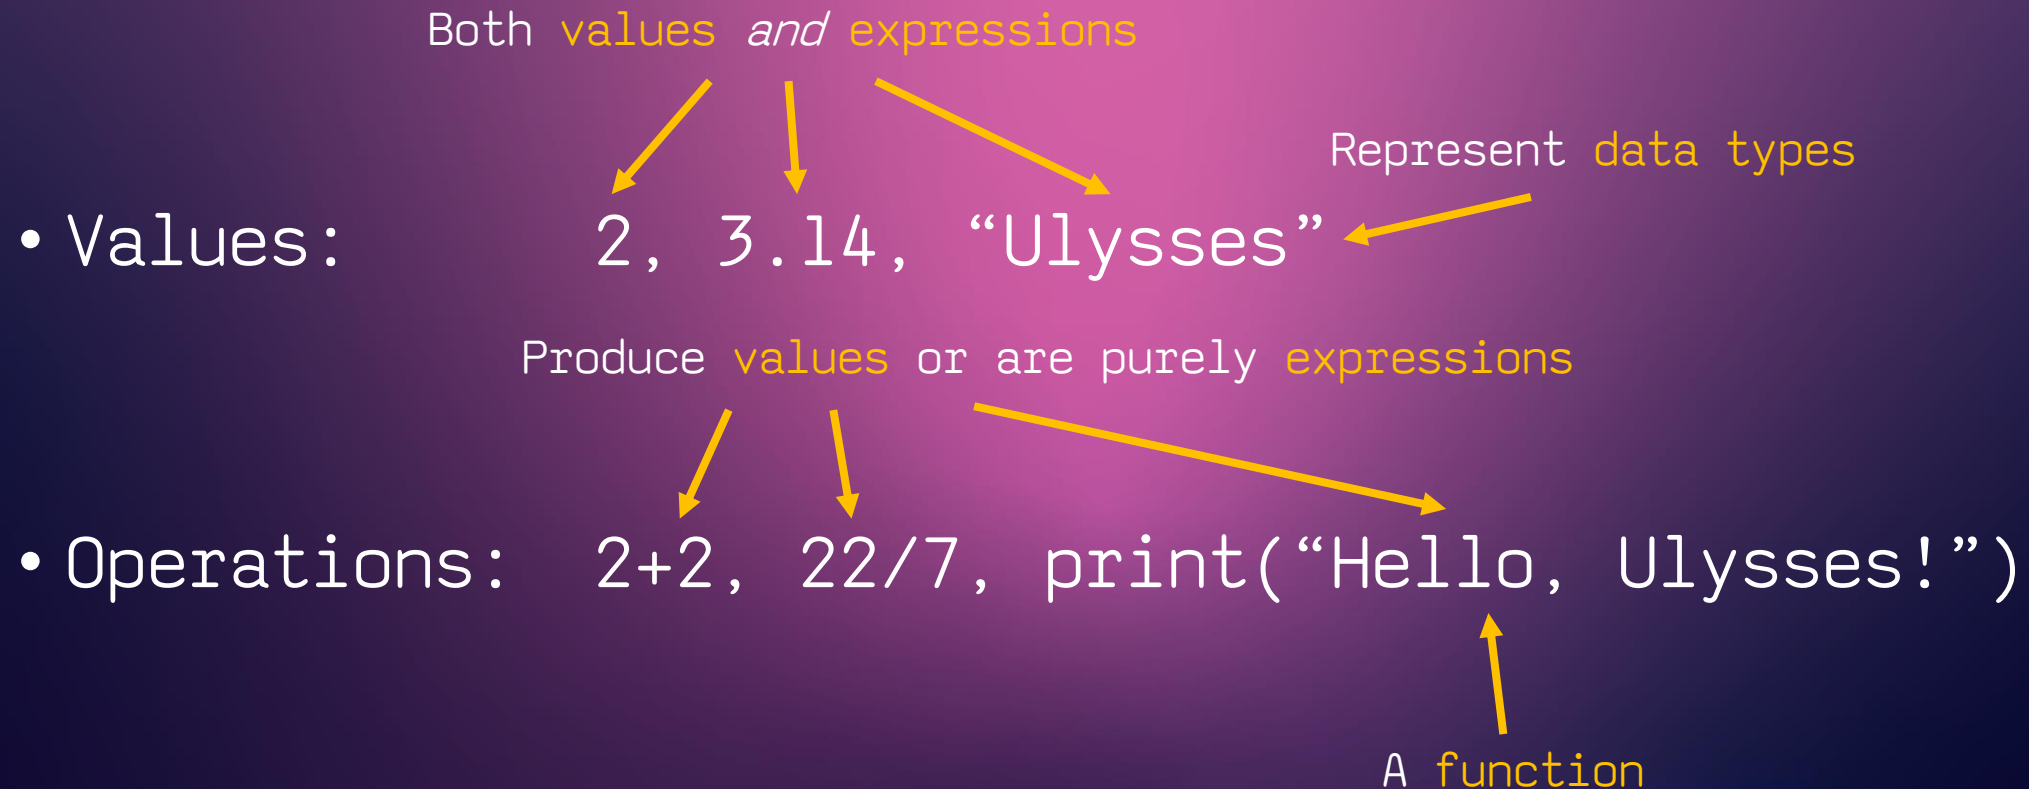 Both values and expressions
Represent data types
• Values: 2, 3.14, “Ulysses”
Produce values or are purely expressions
• Operations: 2+2, 22/7, print(“Hello, Ulysses!”)
A function